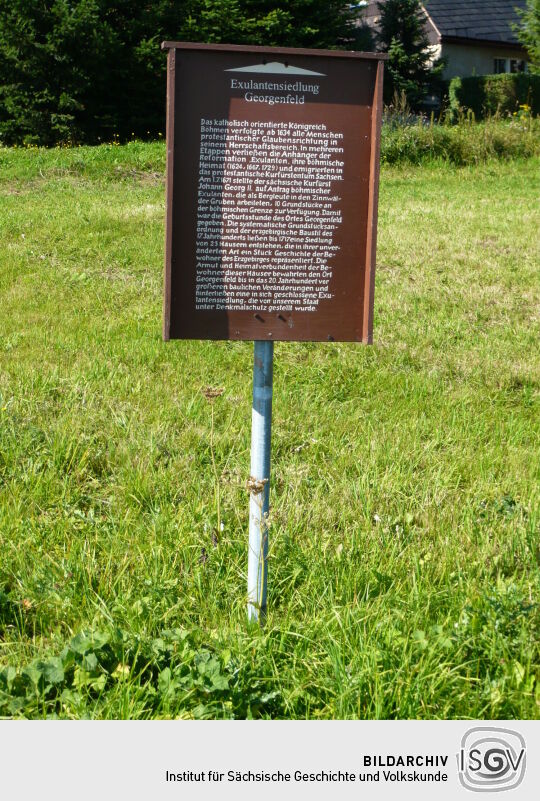 Exulantensiedlung
Georgenfeld
Das katholisch orientierte Königreich
Böhmen verfolgte ab 1634 alle Menschen
protestantischer Glaubensrichtung in
seinem Herrschaftsbereich. In mehreren
Etappen verließen die Anhänger der
Reformation „Exulanten„ ihre böhmische
Heimat (1624, 1667, 1729) und emigrierten in
das protestantische Kurfürstentum Sachsen.
Am 1.7.1671 stellte der sächsische Kurfürst
Johann Georg II. auf Antrag böhmischer
Exulanten, die als Bergleute in den Zinnwäl-
der Gruben arbeiteten, 10 Grundstücke an
der böhmischen Grenze zur Verfügung. Damit
war die Geburtsstunde des Ortes Georgenfeld
gegeben. Die systematische Grundstücksan-
ordnung und der erzgebirgische Baustil des
17. Jahrhunderts ließen bis 1717 eine Siedlung
von 23 Häusern entstehen, die in ihrer unver-
änderten Art ein Stück Geschichte der Be-
wohner des Erzgebirges repräsentiert. Die
Armut und Heimatverbundenheit der Be-
wohner dieser Häuser bewahrten den Ort
Georgenfeld bis in das 20. Jahrhundert vor
großeren baulichen Veränderungen und
hinterließen eine in sich geschlossene Exu-
lantensiedlung, die von unserem Staat
unter Denkmalschutz gestellt wurde.
BILDARCHIV
Institut für Sächsische Geschichte und Volkskunde
ISGV